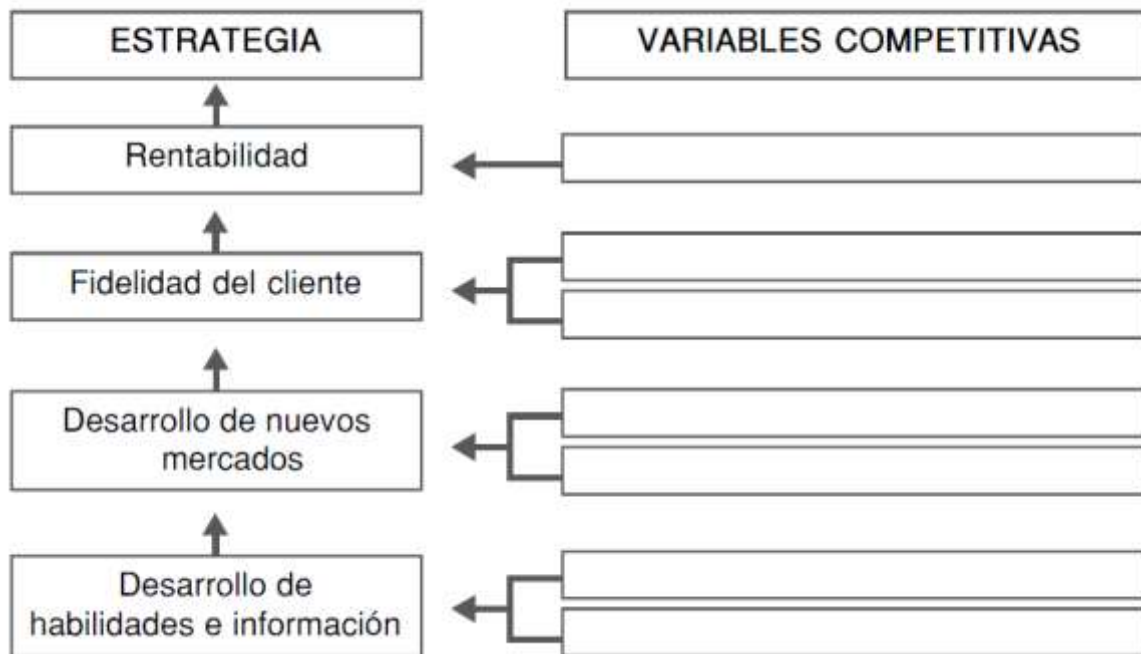 ESTRATEGIA
VARIABLES COMPETITIVAS
Rentabilidad
Fidelidad del cliente
Desarrollo de nuevos
mercados
Desarrollo de
habilidades e información